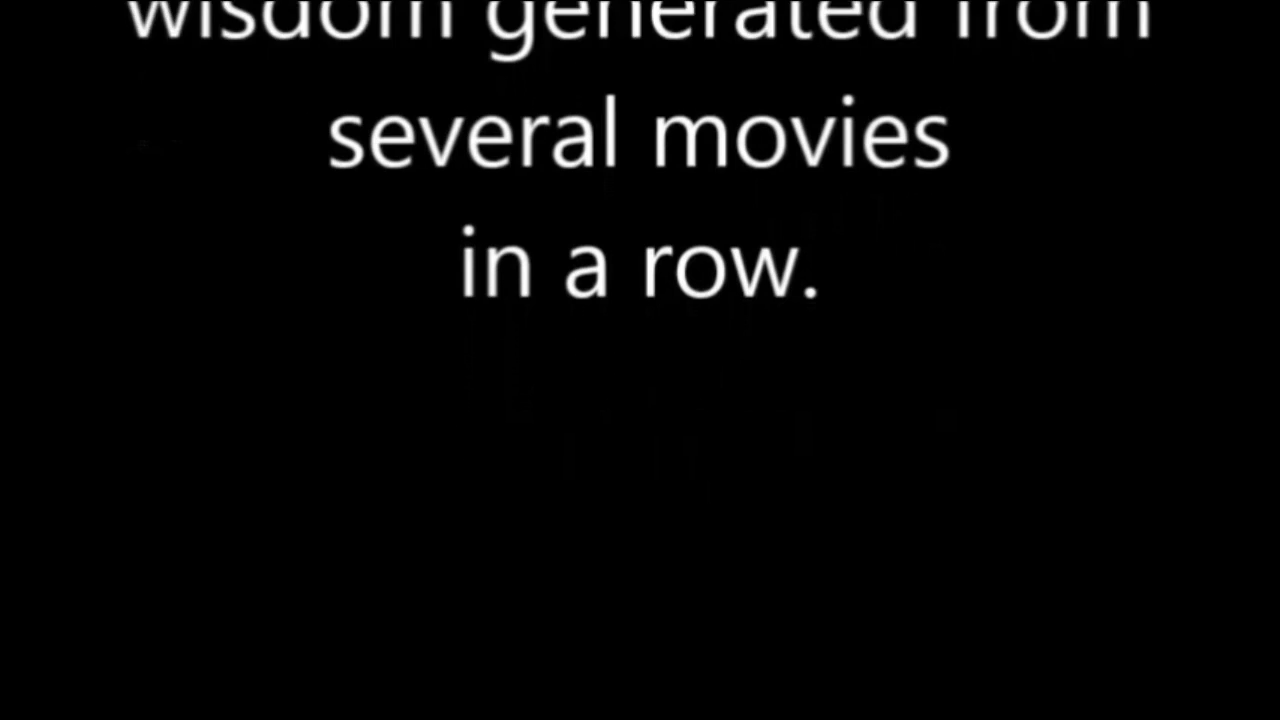 wisdom generated from
several movies
in a row.